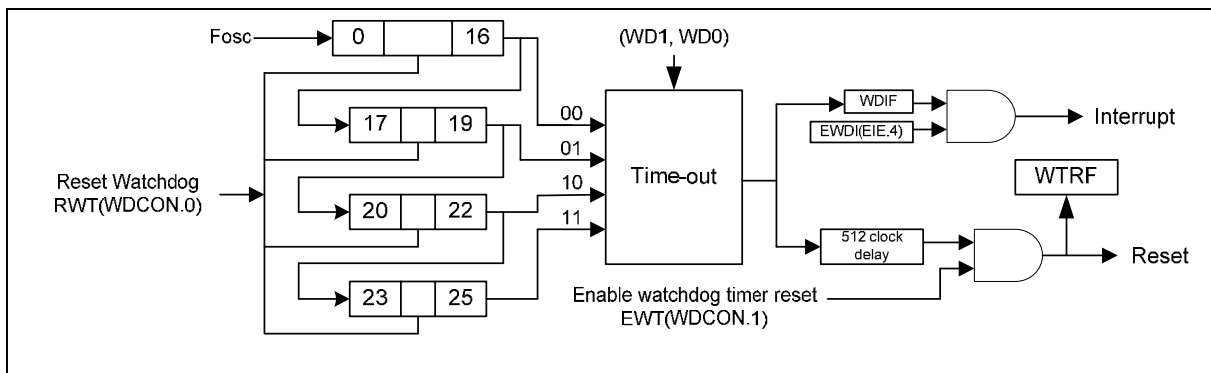 Fosc
0
16
(WD1, WD0)
17
19
00
01
10
11
Time-out
WDIF
EWDI(EIE.4)
Interrupt
Reset Watchdog
RWT(WDCON.0)
20
22
23
25
512 clock
delay
WTRF
Reset
Enable watchdog timer reset
EWT(WDCON.1)